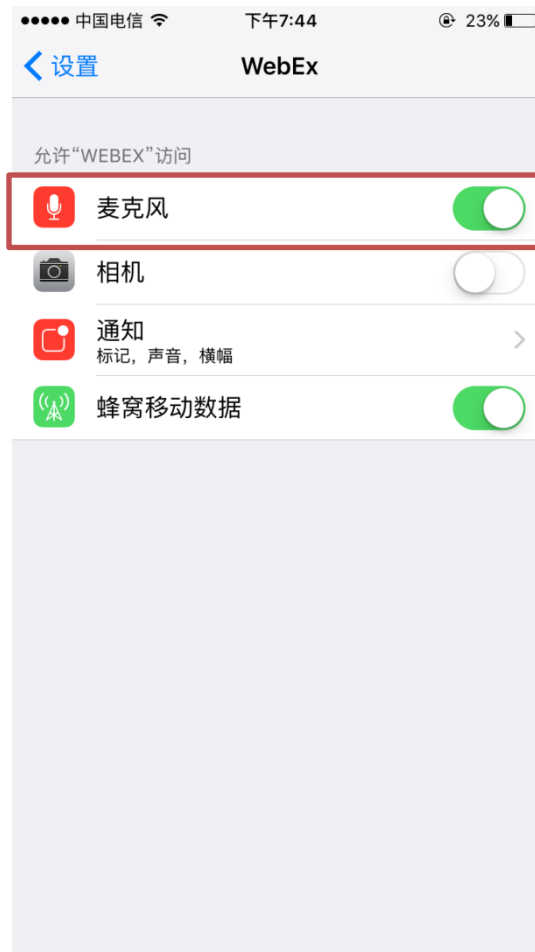 中国电信 下午7:44 23%
设置 WebEx
允许“WEBEX”访问
麦克风
相机
通知
标记，声音，横幅
蜂窝移动数据